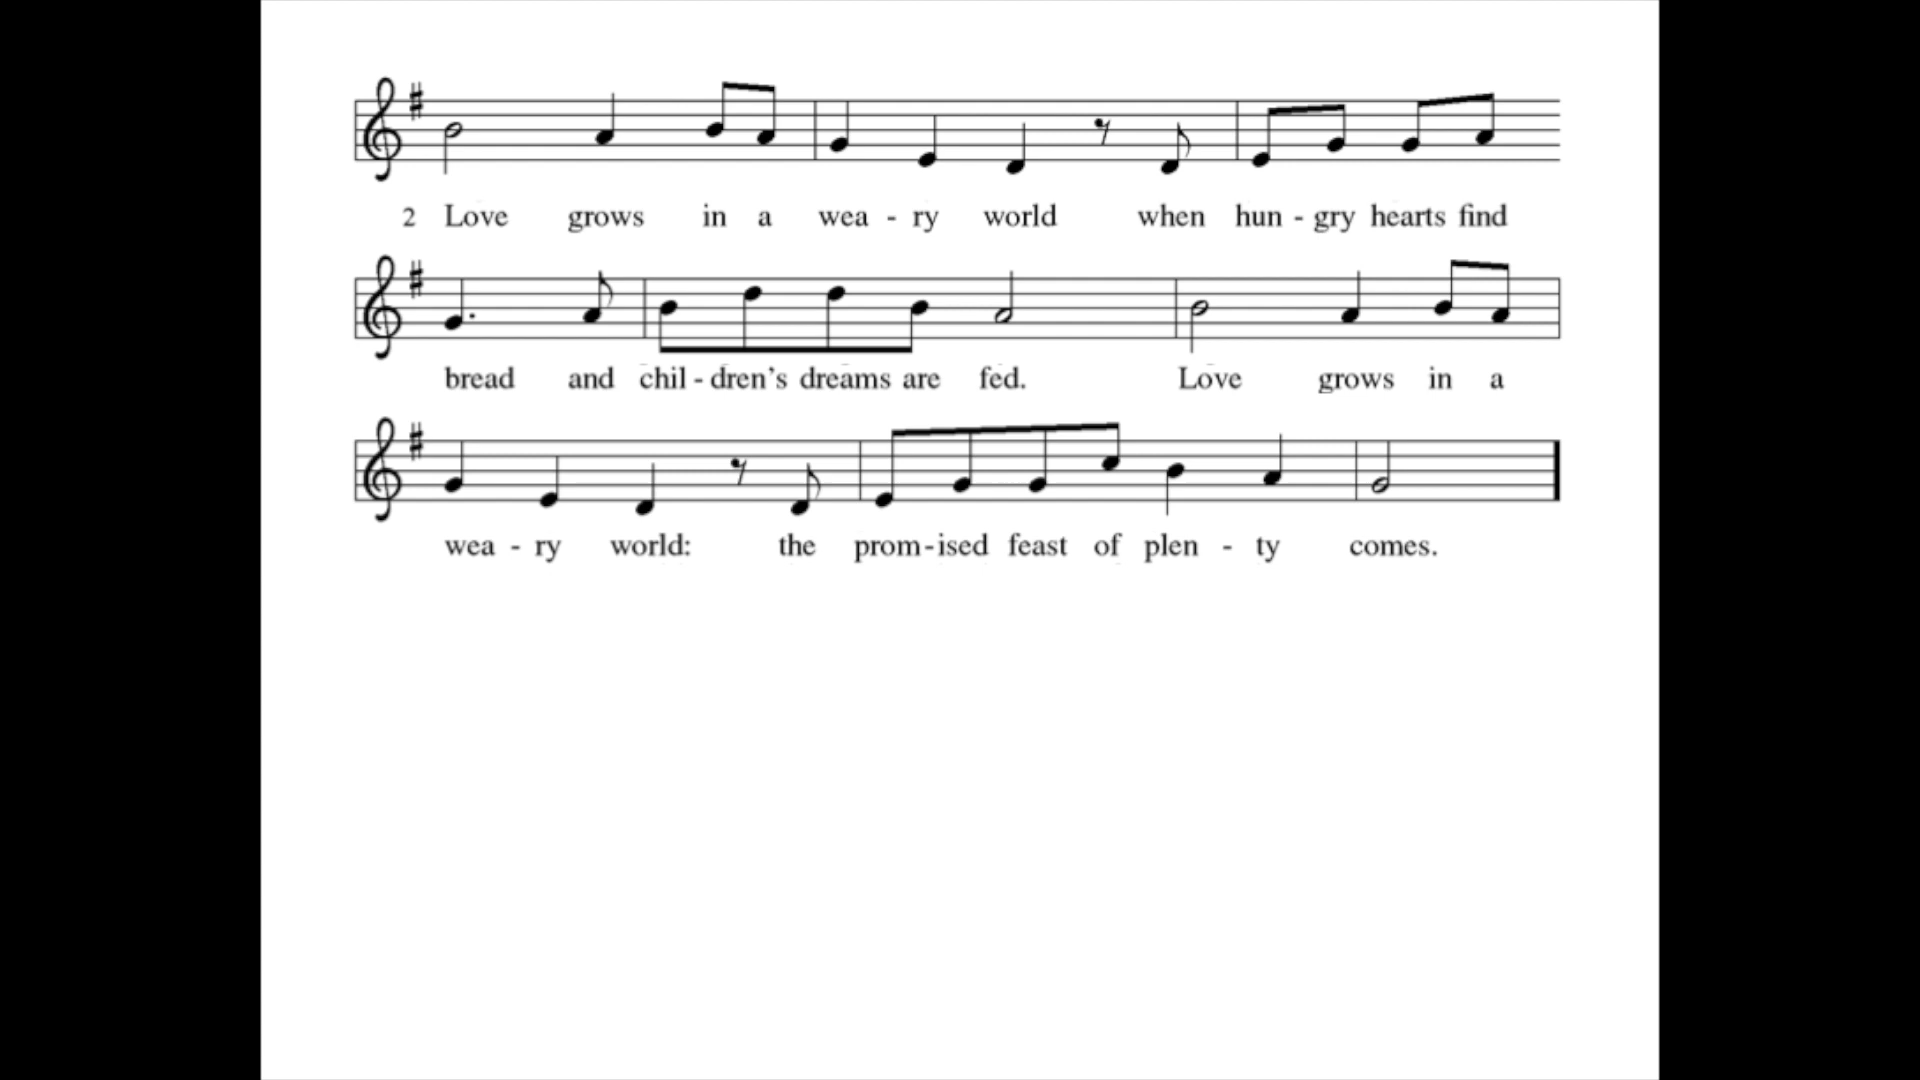 2 Love grows in a wea - ry world when hun - gry hearts find
bread and chil - dren's dreams are fed. Love grows in a
wea - ry world: the prom - ised feast of plen - ty comes.